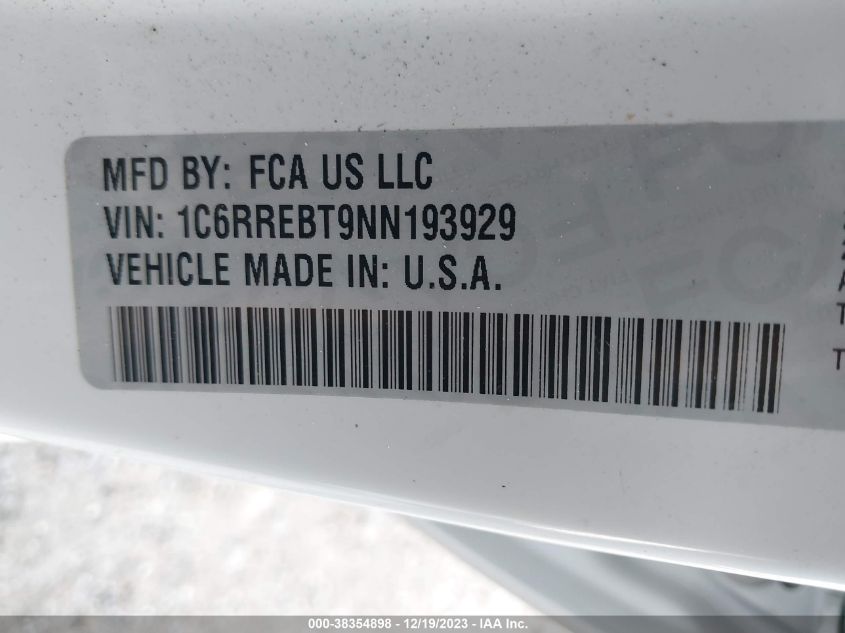 MFD BY: FCA US LLC
VIN: 1C6RREBT9NN193929
VEHICLE MADE IN: U.S.A.
000-38354898 - 12/19/2023 - IAA Inc.